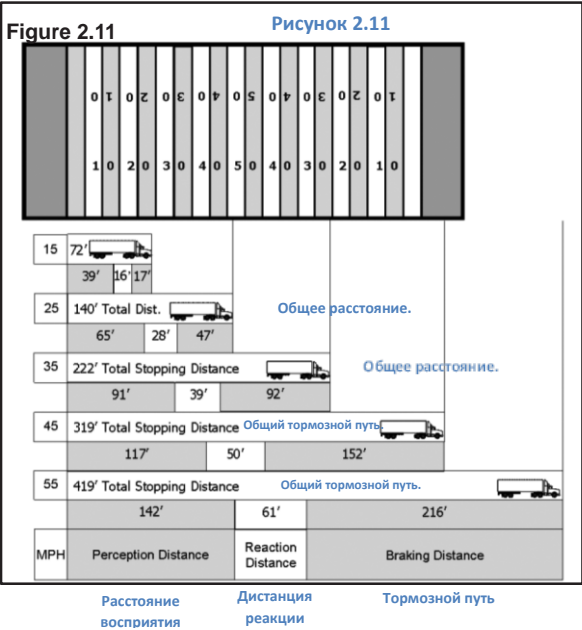 Figure 2.11
Рисунок 2.11
0 1 0 2 0 3 0 4 0 5 0 4 0 3 0 2 0 1
1 0 2 0 3 0 4 0 5 0 4 0 3 0 2 0 1 0
15 72′
39′ 16′ 17′
25 140′ Total Dist. Общее расстояние.
65′ 28′ 47′
35 222′ Total Stopping Distance Общее расстояние.
91′ 39′ 92′
45 319′ Total Stopping Distance Общий тормозной путь.
117′ 50′ 152′
55 419′ Total Stopping Distance Общий тормозной путь.
142′ 61′ 216′
MPH Perception Distance Reaction Distance Braking Distance
Расстояние восприятия
Дистанция реакции
Тормозной путь